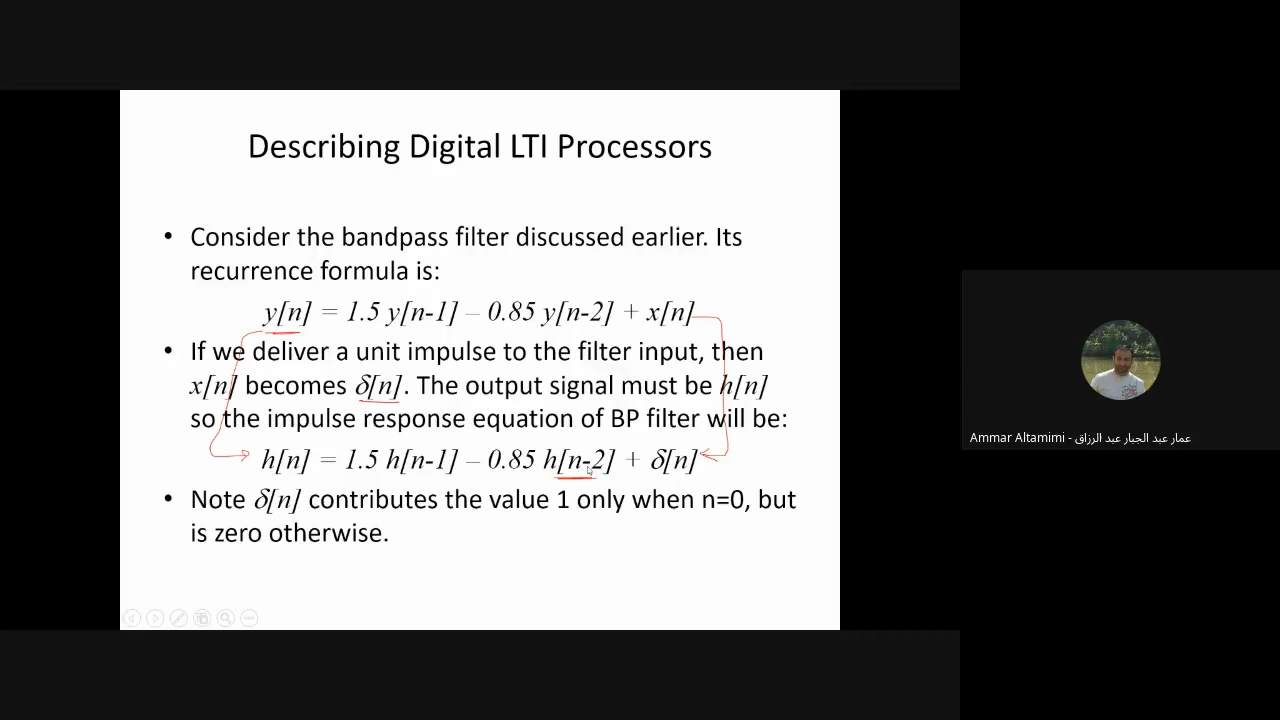 Describing Digital LTI Processors
• Consider the bandpass filter discussed earlier. Its
recurrence formula is:
y[n] = 1.5 y[n-1] – 0.85 y[n-2] + x[n]
• If we deliver a unit impulse to the filter input, then
x[n] becomes δ[n]. The output signal must be h[n]
so the impulse response equation of BP filter will be:
h[n] = 1.5 h[n-1] – 0.85 h[n-2] + δ[n]
• Note δ[n] contributes the value 1 only when n=0, but
is zero otherwise.
Ammar Altamimi - عمار عبد الجبار عبد الرزاق